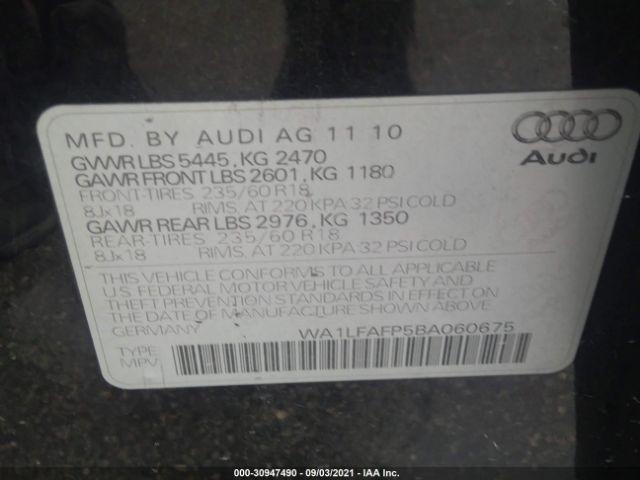 MFD. BY AUDI AG 11 10
GVWR LBS 5445, KG 2470
GAWR FRONT LBS 2601, KG 1180
FRONT-TIRES 235/60 R18
8Jx18 RIMS, AT 220 KPA/32 PSI COLD
GAWR REAR LBS 2976, KG 1350
REAR-TIRES 235/60 R18
8Jx18 RIMS, AT 220 KPA/32 PSI COLD
Audi
THIS VEHICLE CONFORMS TO ALL APPLICABLE
U.S FEDERAL MOTOR VEHICLE SAFETY AND
THEFT PREVENTION STANDARDS IN EFFECT ON
THE DATE OF MANUFACTURE SHOWN ABOVE
GERMANY WA1LFAFP5BA060675
TYPE
MPV
000-30947490 - 09/03/2021 - IAA Inc.